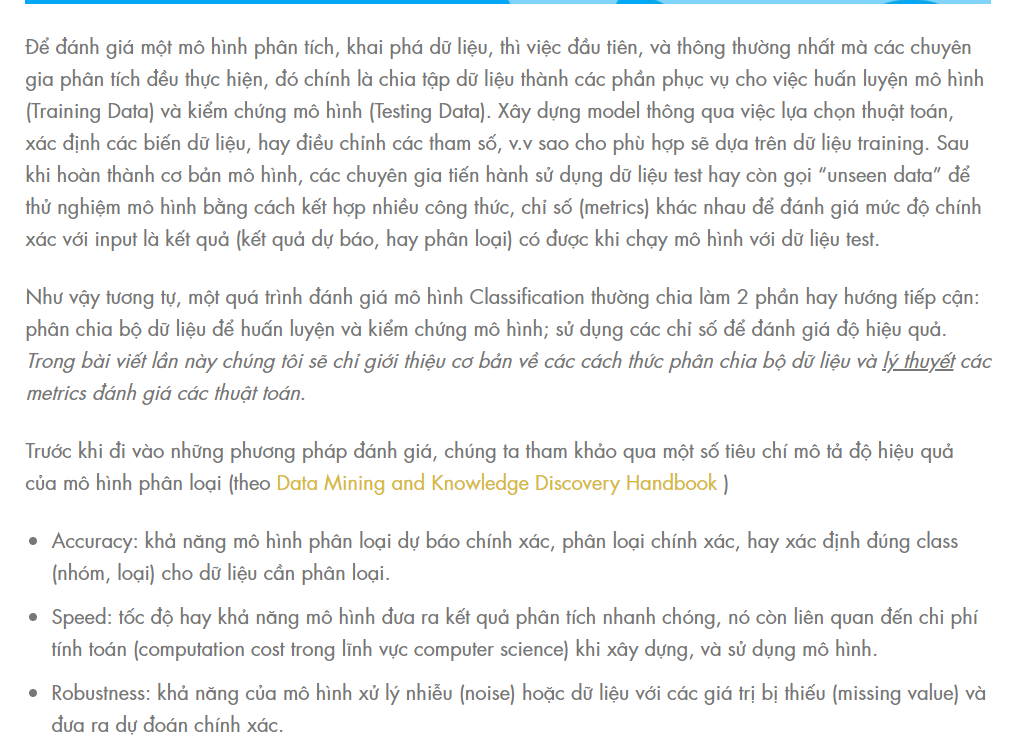 Để đánh giá một mô hình phân tích, khai phá dữ liệu, thì việc đầu tiên, và thông thường nhất mà các chuyên
gia phân tích đều thực hiện, đó chính là chia tập dữ liệu thành các phần phục vụ cho việc huấn luyện mô hình
(Training Data) và kiểm chứng mô hình (Testing Data). Xây dựng model thông qua việc lựa chọn thuật toán,
xác định các biến dữ liệu, hay điều chỉnh các tham số, v.v sao cho phù hợp sẽ dựa trên dữ liệu training. Sau
khi hoàn thành cơ bản mô hình, các chuyên gia tiến hành sử dụng dữ liệu test hay còn gọi “unseen data” để
thử nghiệm mô hình bằng cách kết hợp nhiều công thức, chỉ số (metrics) khác nhau để đánh giá mức độ chính
xác với input là kết quả (kết quả dự báo, hay phân loại) có được khi chạy mô hình với dữ liệu test.
Như vậy tương tự, một quá trình đánh giá mô hình Classification thường chia làm 2 phần hay hướng tiếp cận:
phân chia bộ dữ liệu để huấn luyện và kiểm chứng mô hình; sử dụng các chỉ số để đánh giá độ hiệu quả.
Trong bài viết lần này chúng tôi sẽ chỉ giới thiệu cơ bản về các cách thức phân chia bộ dữ liệu và lý thuyết các
metrics đánh giá các thuật toán.
Trước khi đi vào những phương pháp đánh giá, chúng ta tham khảo qua một số tiêu chí mô tả độ hiệu quả
của mô hình phân loại (theo Data Mining and Knowledge Discovery Handbook )
• Accuracy: khả năng mô hình phân loại dự báo chính xác, phân loại chính xác, hay xác định đúng class
(nhóm, loại) cho dữ liệu cần phân loại.
• Speed: tốc độ hay khả năng mô hình đưa ra kết quả phân tích nhanh chóng, nó còn liên quan đến chi phí
tính toán (computation cost trong lĩnh vực computer science) khi xây dựng, và sử dụng mô hình.
• Robustness: khả năng của mô hình xử lý nhiễu (noise) hoặc dữ liệu với các giá trị bị thiếu (missing value) và
đưa ra dự đoán chính xác.